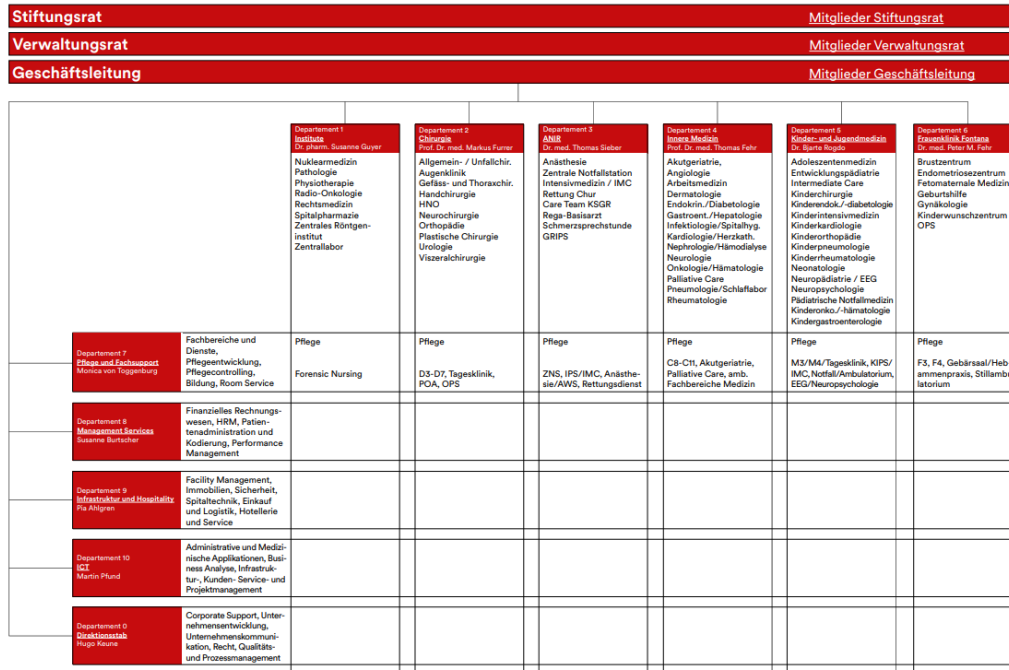 Stiftungsrat
Mitglieder Stiftungsrat
Verwaltungsrat
Mitglieder Verwaltungsrat
Geschäftsleitung
Mitglieder Geschäftsleitung
Departement 1
Institute
Dr. pharm. Susanne Guyer
Nuklearmedizin
Pathologie
Physiotherapie
Radio-Onkologie
Rechtsmedizin
Spitalpharmazie
Zentrales Röntgen-
institut
Zentrallabor
Departement 2
Chirurgie
Prof. Dr. med. Markus Furrer
Allgemein- / Unfallchir.
Augenklinik
Gefäss- und Thoraxchir.
Handchirurgie
HNO
Neurochirurgie
Orthopädie
Plastische Chirurgie
Urologie
Viszeralchirurgie
Departement 3
ANIR
Dr. med. Thomas Sieber
Anästhesie
Zentrale Notfallstation
Intensivmedizin / IMC
Rettung Chur
Care Team KSGR
Rega-Basisarzt
Schmerzsprechstunde
GRIPS
Departement 4
Innere Medizin
Prof. Dr. med. Thomas Fehr
Akutgeriatrie,
Angiologie
Arbeitsmedizin
Dermatologie
Endokrin./Diabetologie
Gastroent./Hepatologie
Infektiologie/Spitalhyg.
Kardiologie/Herzkath.
Nephrologie/Hämodialyse
Neurologie
Onkologie/Hämatologie
Palliative Care
Pneumologie/Schlaflabor
Rheumatologie
Departement 5
Kinder- und Jugendmedizin
Dr. Bjarte Rogdo
Adoleszentenmedizin
Entwicklungspädiatrie
Intermediate Care
Kinderchirurgie
Kinderendok./-diabetologie
Kinderintensivmedizin
Kinderkardiologie
Kinderorthopädie
Kinderpneumologie
Kinderrheumatologie
Neonatologie
Neuropädiatrie / EEG
Neuropsychologie
Pädiatrische Notfallmedizin
Kinderonko./-hämatologie
Kindergastroenterologie
Departement 6
Frauenklinik Fontana
Dr. med. Peter M. Fehr
Brustzentrum
Endometriosezentrum
Fetomaternale Medizin
Geburtshilfe
Gynäkologie
Kinderwunschzentrum
OPS
Departement 7
Pflege und Fachsupport
Monica von Toggenburg
Fachbereiche und
Dienste,
Pflegeentwicklung,
Pflegecontrolling,
Bildung, Room Service
Pflege
Forensic Nursing
Pflege
D3-D7, Tagesklinik,
POA, OPS
Pflege
ZNS, IPS/IMC, Anästhe-
sie/AWS, Rettungsdienst
Pflege
C8-C11, Akutgeriatrie,
Palliative Care, amb.
Fachbereiche Medizin
Pflege
M3/M4/Tagesklinik, KIPS/
IMC, Notfall/Ambulatorium,
EEG/Neuropsychologie
Pflege
F3, F4, Gebärsaal/Heb-
ammenpraxis, Stillambu
latorium
Departement 8
Management Services
Susanne Burtscher
Finanzielles Rechnungs-
wesen, HRM, Patien-
tenadministration und
Kodierung, Performance
Management
Departement 9
Infrastruktur und Hospitality
Pia Ahlgren
Facility Management,
Immobilien, Sicherheit,
Spitaltechnik, Einkauf
und Logistik, Hotellerie
und Service
Departement 10
ICT
Martin Pfund
Administrative und Medizi-
nische Applikationen, Busi-
ness Analyse, Infrastruk-
tur-, Kunden- Service- und
Projektmanagement
Departement 0
Direktionsstab
Hugo Keune
Corporate Support, Unter-
nehmensentwicklung,
Unternehmenskommuni-
kation, Recht, Qualitäts-
und Prozessmanagement